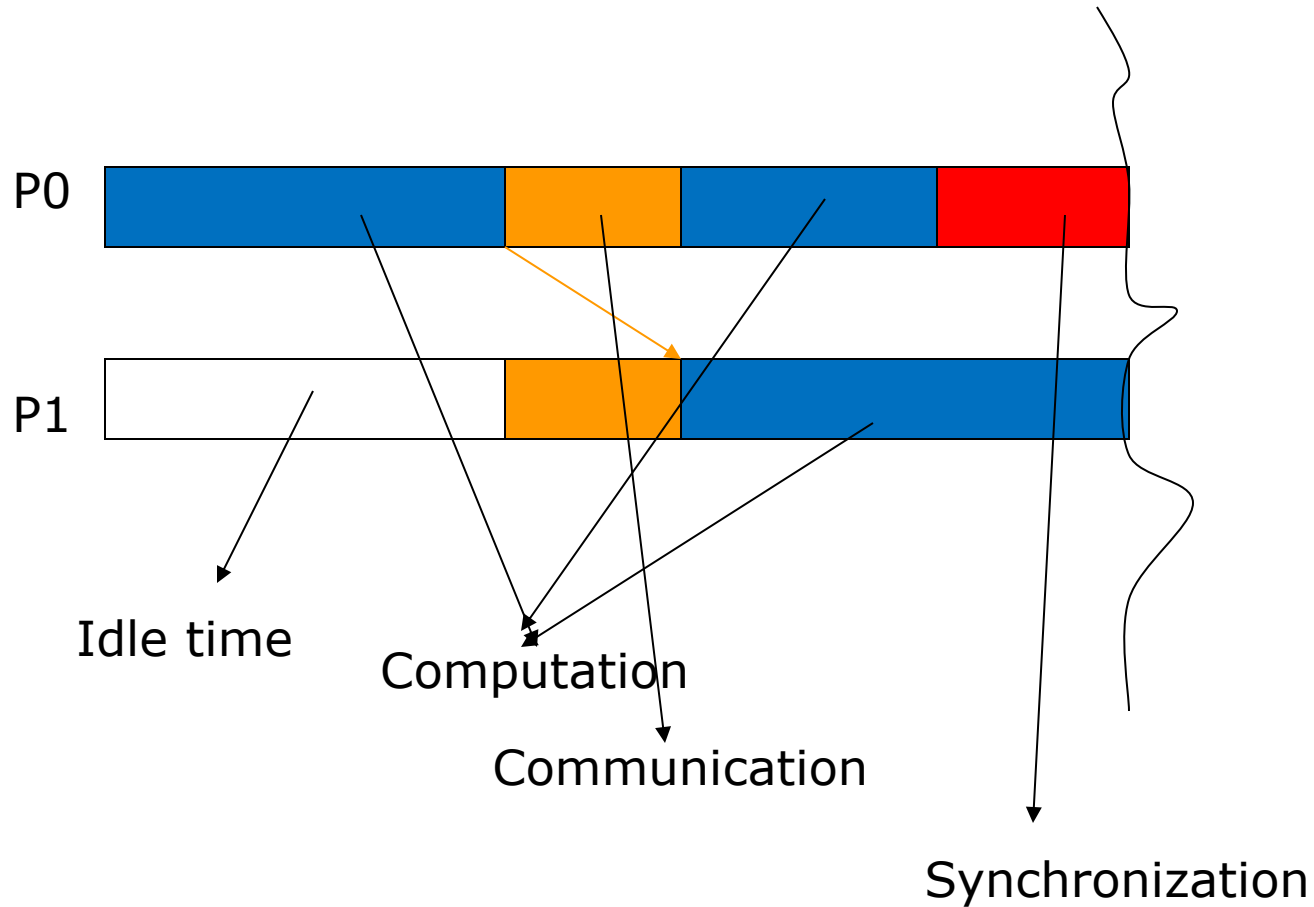 P0
P1
Idle time
Computation
Communication
Synchronization